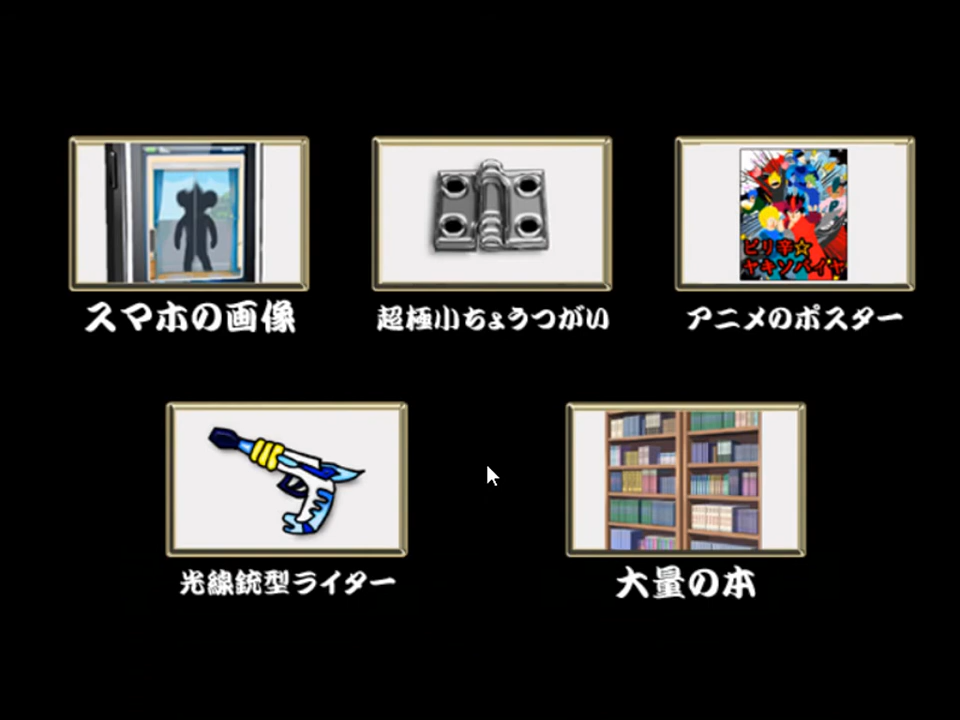 スマホの画像
超極小ちょうつがい
アニメのポスター
ピリ辛☆
ヤキソバイヤ
光線銃型ライター
大量の本